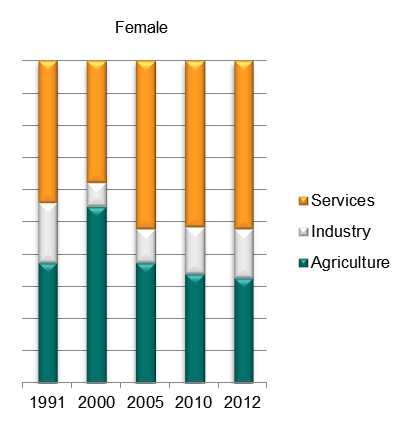 Female
Services
Industry
Agriculture
1991 2000 2005 2010 2012